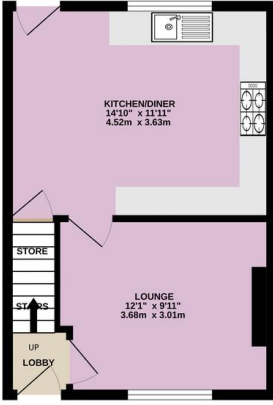 KITCHEN/DINER
14'10" x 11'11"
4.52m x 3.63m
STORE
STAIRS
UP
LOBBY
LOUNGE
12'1" x 9'11"
3.68m x 3.01m